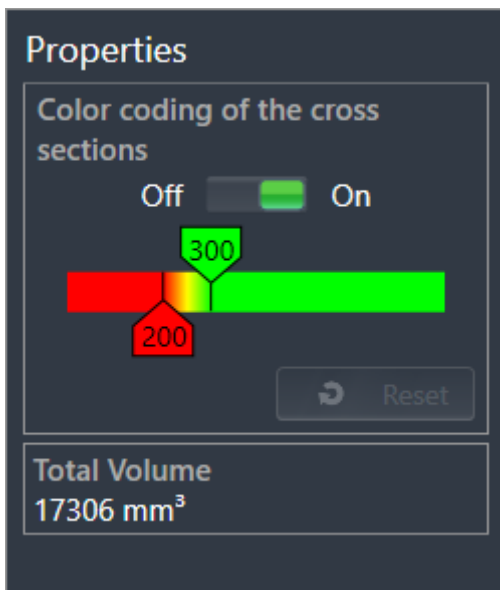 Properties
Color coding of the cross
sections
Off On
300
200
Reset
Total Volume
17306 mm³